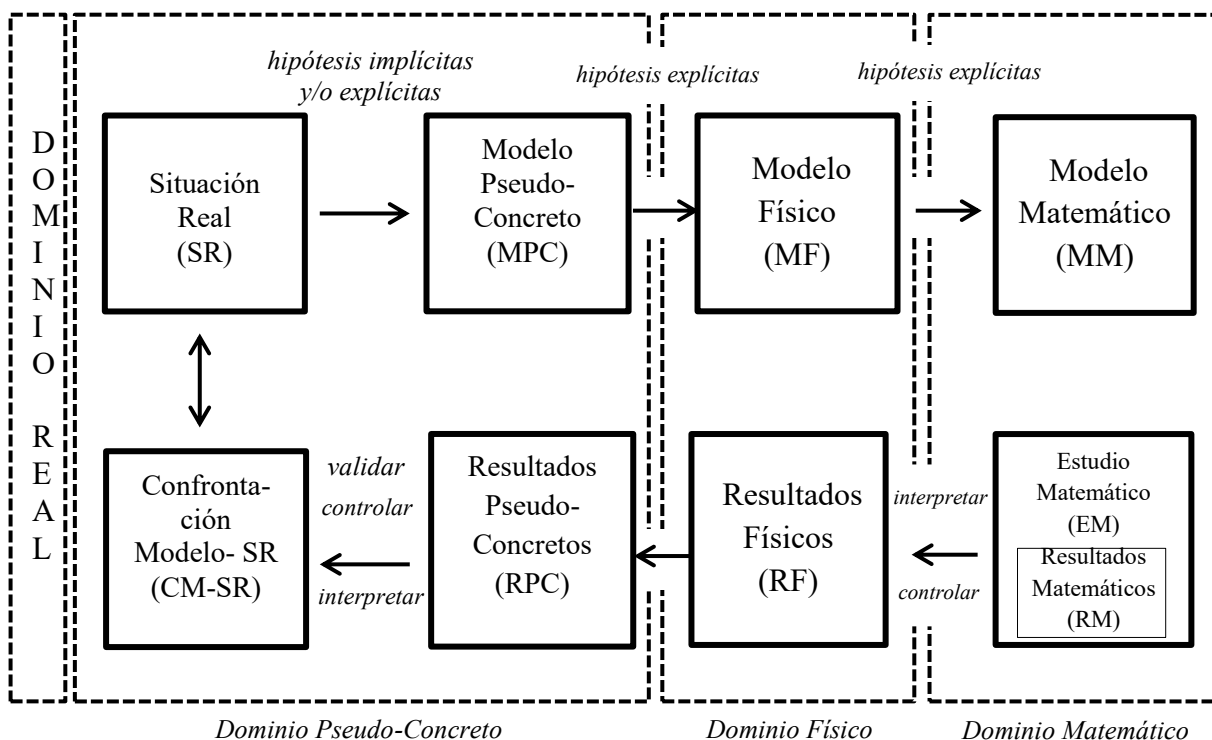 DOMINIO REAL
hipótesis implícitas
y/o explícitas
hipótesis explícitas
hipótesis explícitas
Situación
Real
(SR)
Modelo
Pseudo-
Concreto
(MPC)
Modelo
Físico
(MF)
Modelo
Matemático
(MM)
Confronta-
ción
Modelo- SR
(CM-SR)
validar
controlar
interpretar
Resultados
Pseudo-
Concretos
(RPC)
Resultados
Físicos
(RF)
interpretar
controlar
Estudio
Matemático
(EM)
Resultados
Matemáticos
(RM)
Dominio Pseudo-Concreto
Dominio Físico
Dominio Matemático